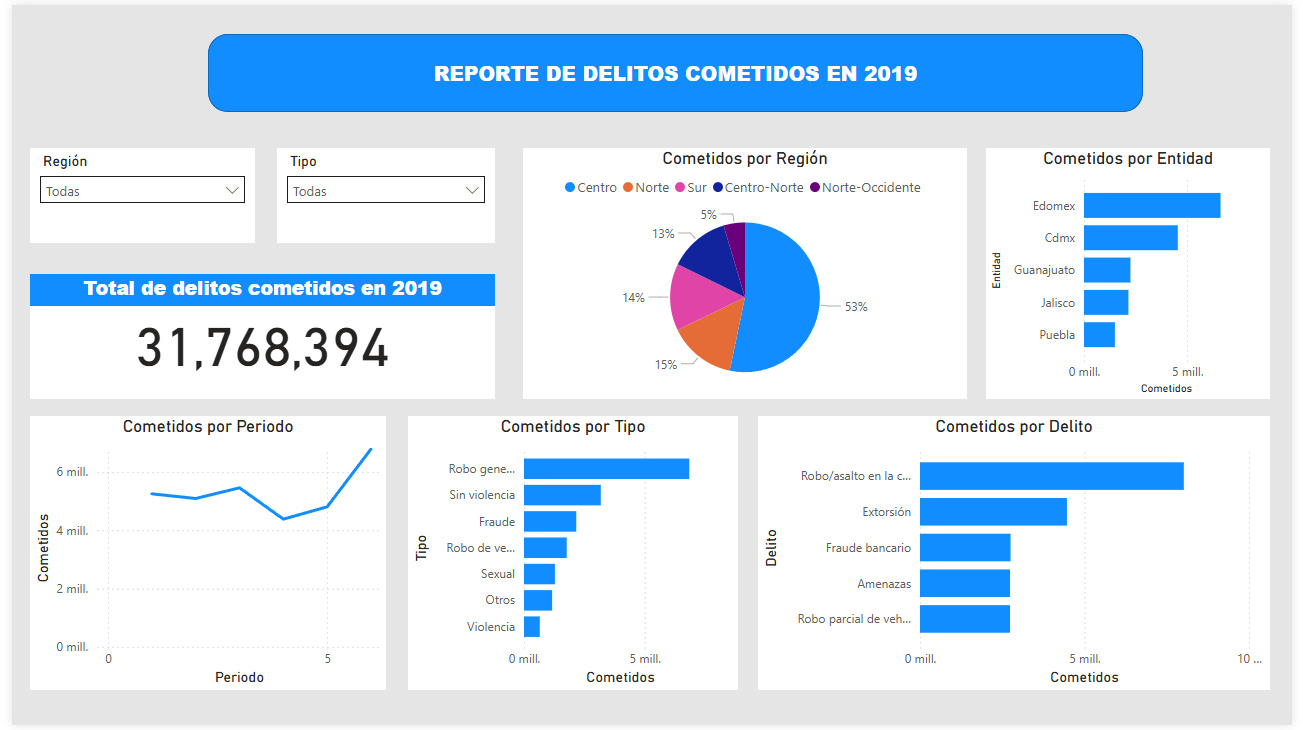 REPORTE DE DELITOS COMETIDOS EN 2019
Región
Todas
Tipo
Todas
Total de delitos cometidos en 2019
31,768,394
Cometidos por Región
Centro Norte Sur Centro-Norte Norte-Occidente
5%
13%
14%
15%
53%
Cometidos por Entidad
Entidad
Edomex
Cdmx
Guanajuato
Jalisco
Puebla
0 mill. 5 mill.
Cometidos
Cometidos por Periodo
Cometidos
6 mill.
4 mill.
2 mill.
0 mill.
0 5
Periodo
Cometidos por Tipo
Tipo
Robo gene...
Sin violencia
Fraude
Robo de ve...
Sexual
Otros
Violencia
0 mill. 5 mill.
Cometidos
Cometidos por Delito
Delito
Robo/asalto en la c...
Extorsión
Fraude bancario
Amenazas
Robo parcial de veh...
0 mill. 5 mill. 10 ...
Cometidos